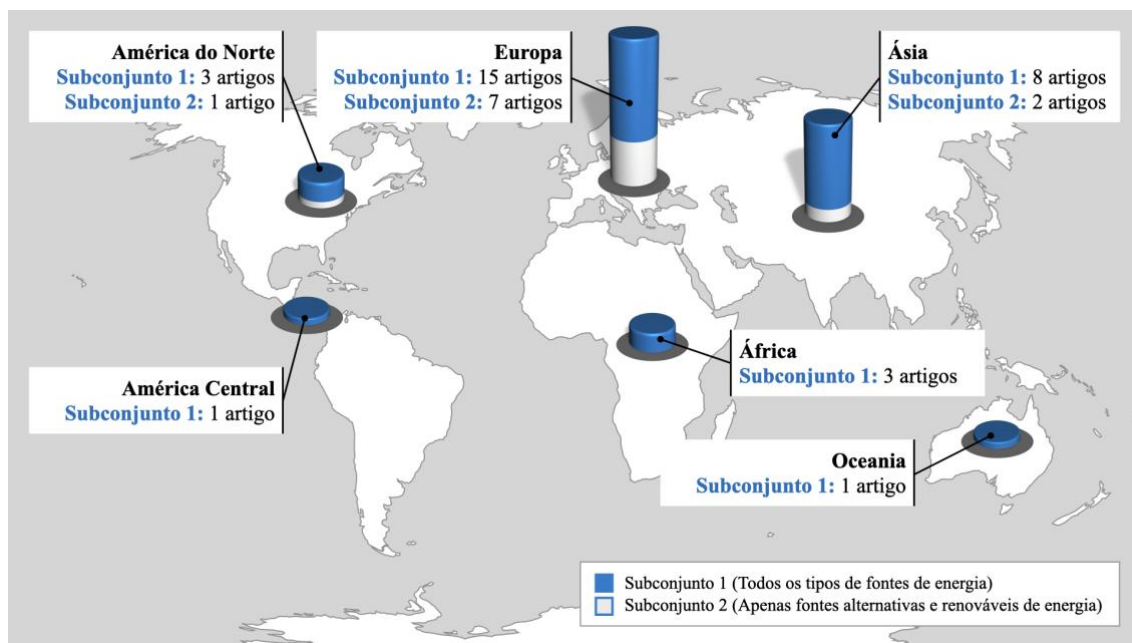 América do Norte
Subconjunto 1: 3 artigos
Subconjunto 2: 1 artigo
Europa
Subconjunto 1: 15 artigos
Subconjunto 2: 7 artigos
Ásia
Subconjunto 1: 8 artigos
Subconjunto 2: 2 artigos
América Central
Subconjunto 1: 1 artigo
África
Subconjunto 1: 3 artigos
Oceania
Subconjunto 1: 1 artigo
Subconjunto 1 (Todos os tipos de fontes de energia)
Subconjunto 2 (Apenas fontes alternativas e renováveis de energia)